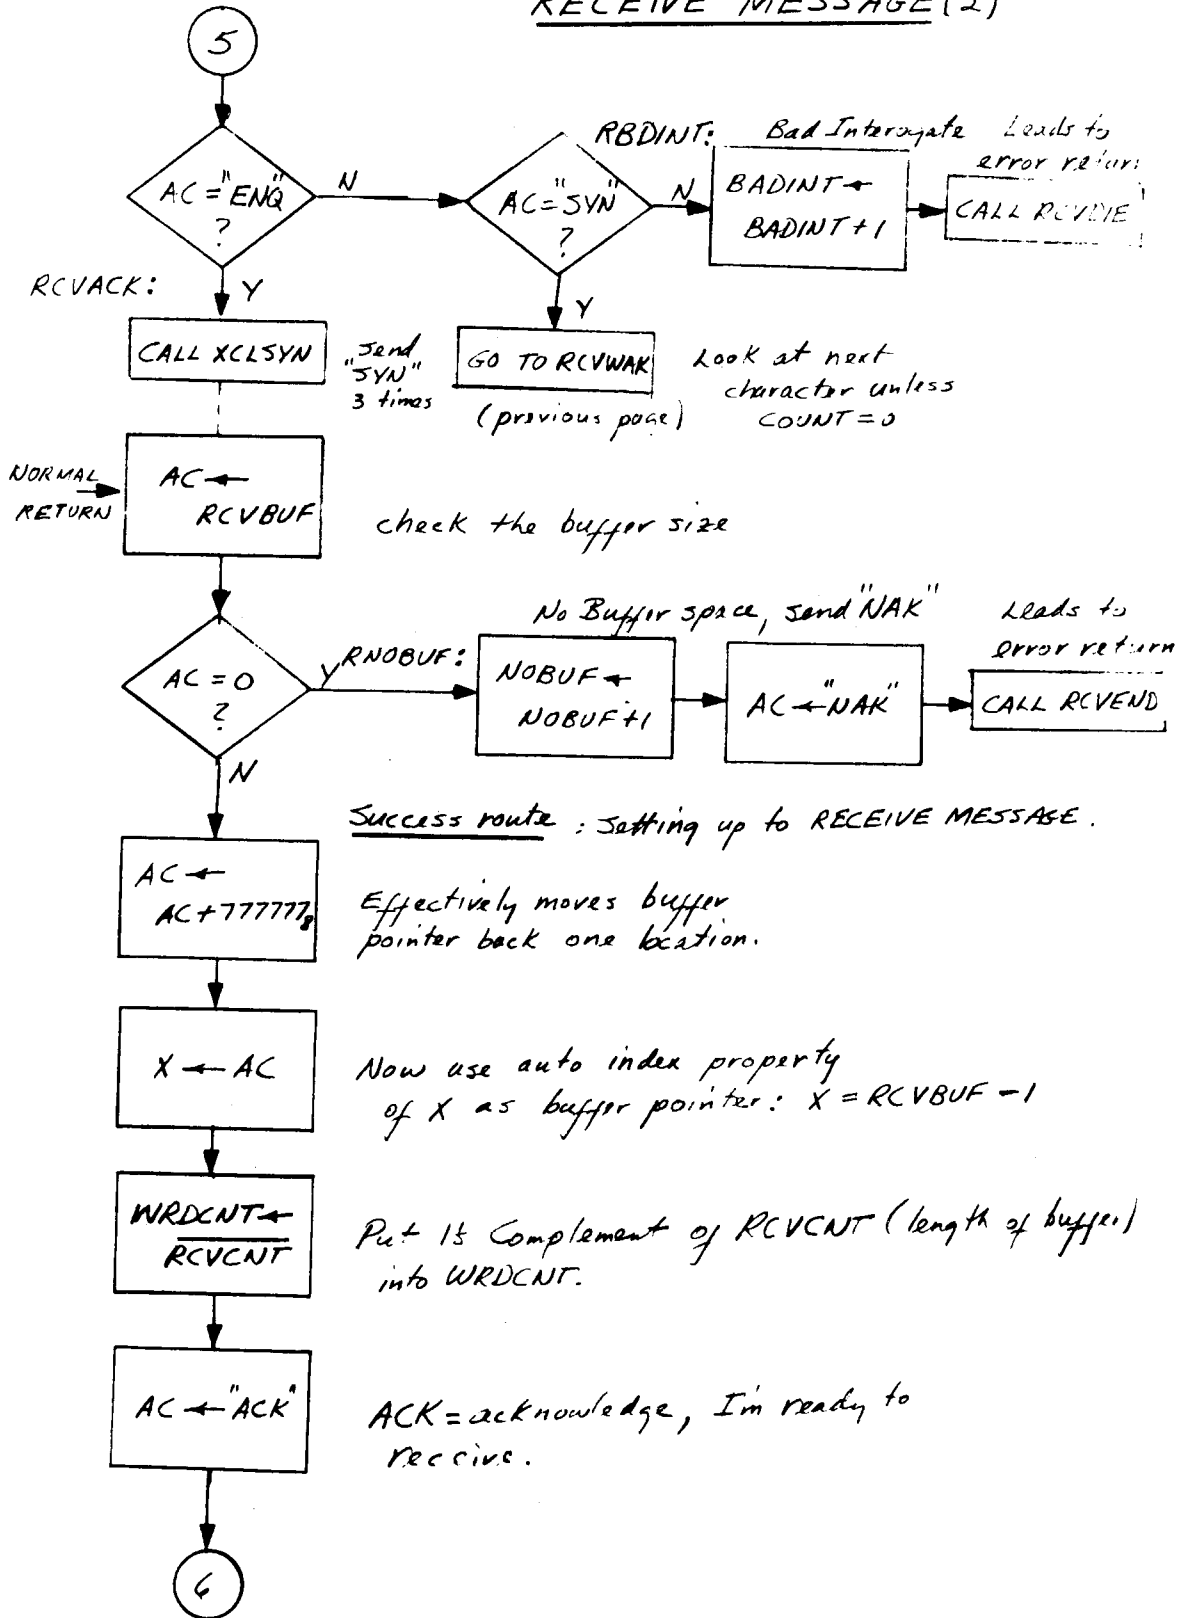 RECEIVE MESSAGE (2)
5
AC="ENQ"
?
N
AC="SYN"
?
N
RBDINT:
Bad Interogate
BADINT←
BADINT+1
Leads to
error return
CALL RCVDIE
RCVACK:
Y
CALL XCLSYN
"Send
"SYN"
3 times
Y
GO TO RCVWAK
(previous page)
Look at next
character unless
COUNT=0
NORMAL
RETURN
AC←
RCVBUF
check the buffer size
AC=0
?
Y
RNOBUF:
No Buffer space, send "NAK"
NOBUF←
NOBUF+1
AC←"NAK"
Leads to
error return
CALL RCVEND
N
Success route : Setting up to RECEIVE MESSAGE.
AC←
AC+777777₈
Effectively moves buffer
pointer back one location.
X←AC
Now use auto index property
of X as buffer pointer: X = RCVBUF -1
WRDCNT←
RCVCNT
Put 1's Complement of RCVCNT (length of buffer)
into WRDCNT.
AC←"ACK"
ACK=acknowledge, I'm ready to
receive.
6